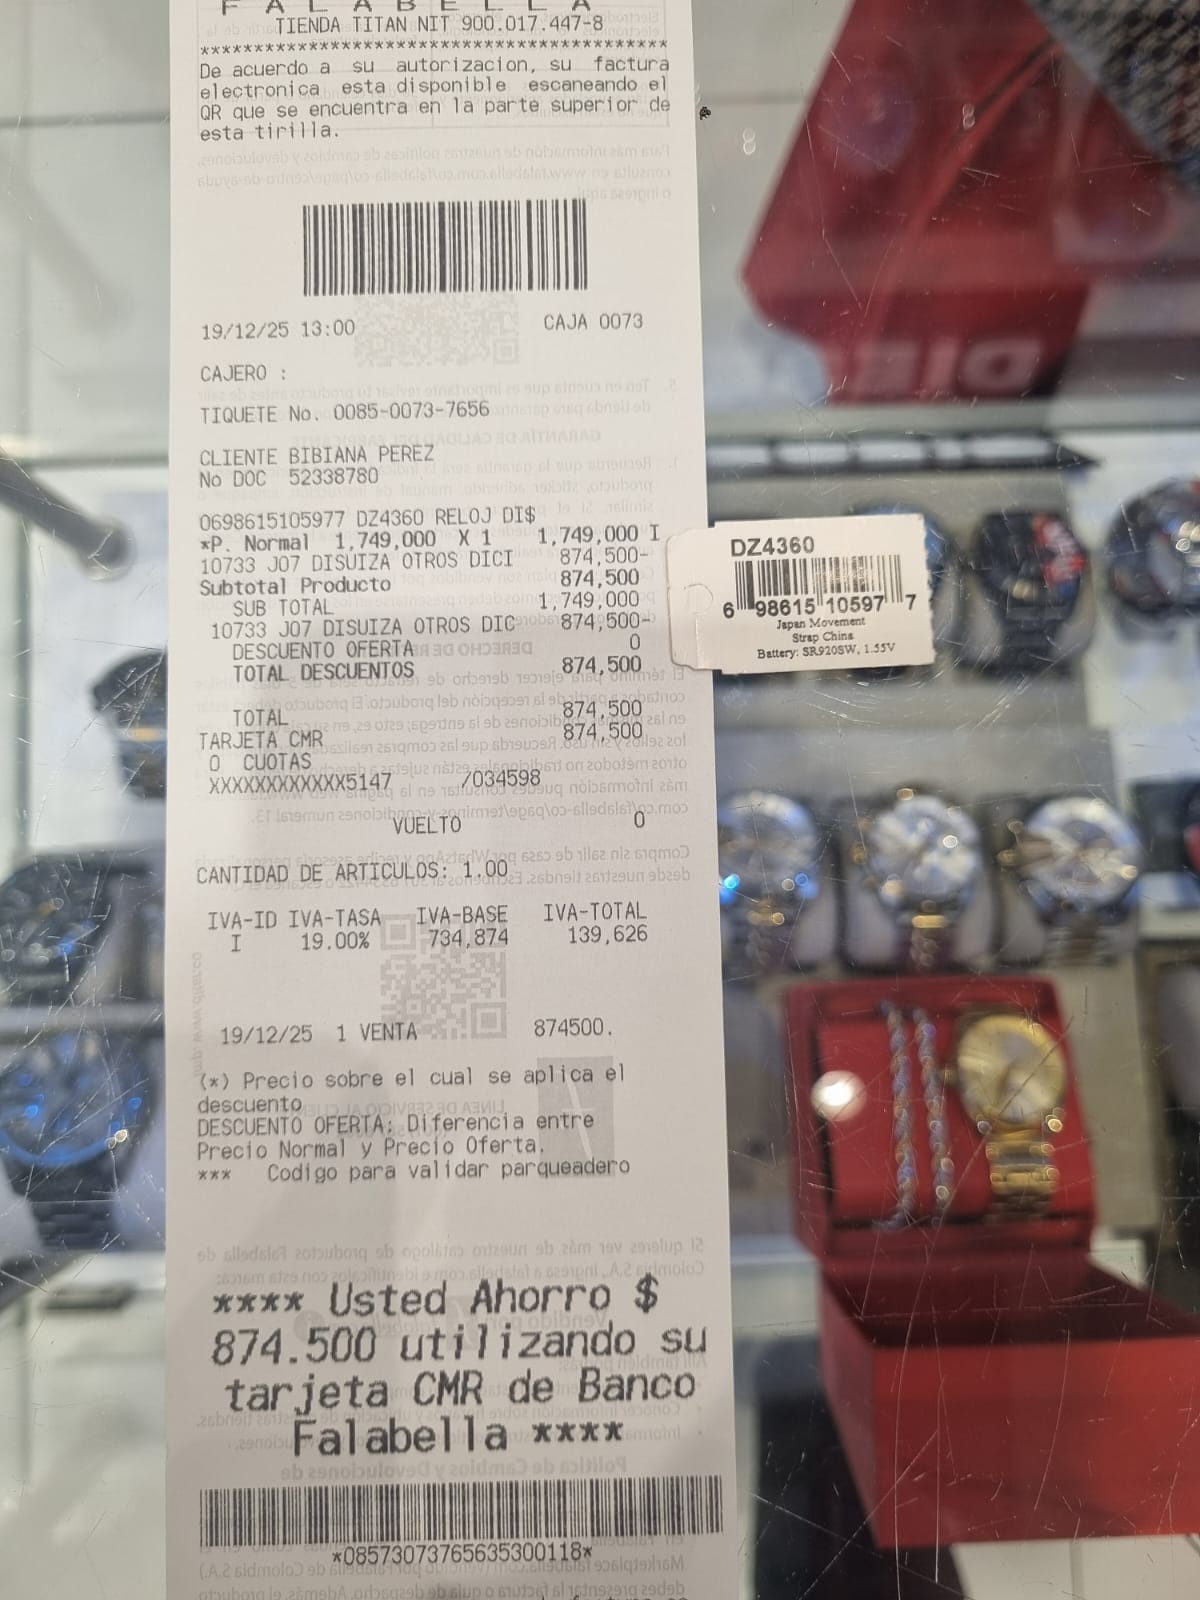 FALABELLA
TIENDA TITAN NIT 900.017.447-8
******************************************
De acuerdo a su autorizacion, su factura
electronica esta disponible escaneando el
QR que se encuentra en la parte superior de
esta tirilla.
19/12/25 13:00 CAJA 0073
CAJERO :
TIQUETE No. 0085-0073-7656
CLIENTE BIBIANA PEREZ
No DOC 52338780
0698615105977 DZ4360 RELOJ DI$
*P. Normal 1,749,000 X 1 1,749,000 I
10733 J07 DISUIZA OTROS DICI 874,500-
Subtotal Producto 874,500
SUB TOTAL 1,749,000
10733 J07 DISUIZA OTROS DIC 874,500-
DESCUENTO OFERTA 0
TOTAL DESCUENTOS 874,500
TOTAL 874,500
TARJETA CMR 874,500
0 CUOTAS
XXXXXXXXXXXX5147 /034598
VUELTO 0
CANTIDAD DE ARTICULOS: 1.00
IVA-ID IVA-TASA IVA-BASE IVA-TOTAL
I 19.00% 734,874 139,626
19/12/25 1 VENTA 874500.
(*) Precio sobre el cual se aplica el
descuento
DESCUENTO OFERTA: Diferencia entre
Precio Normal y Precio Oferta.
*** Codigo para validar parqueadero
**** Usted Ahorro $
874.500 utilizando su
tarjeta CMR de Banco
Falabella ****
*08573073765635300118*
DZ4360
6 98615 10597 7
Japan Movement
Strap China
Battery: SR920SW, 1.55V